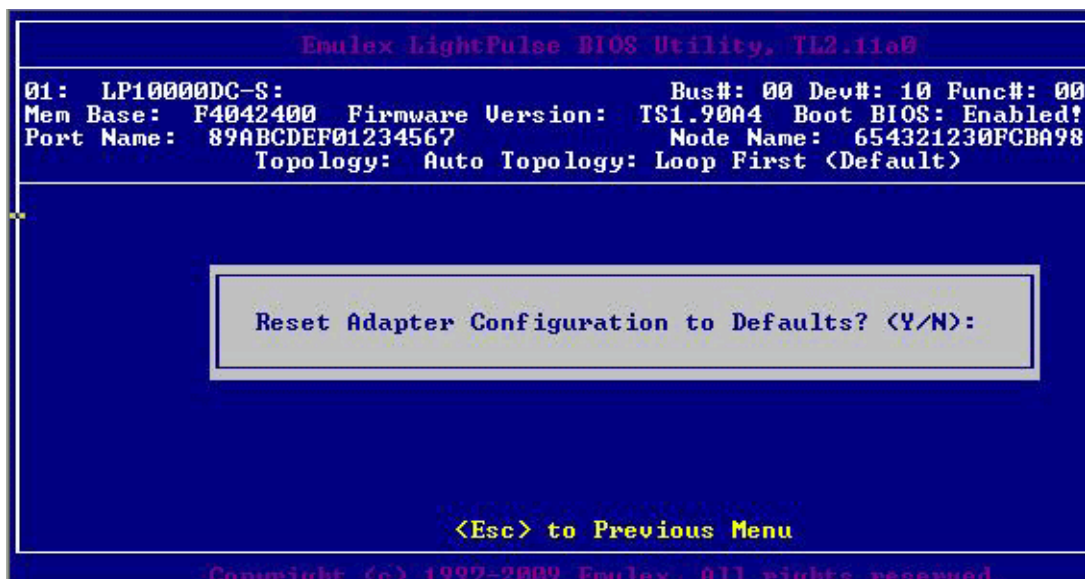 Emulex LightPulse BIOS Utility, TL2.11a0
01: LP10000DC-S: Bus#: 00 Dev#: 10 Func#: 00
Mem Base: F4042400 Firmware Version: TS1.90A4 Boot BIOS: Enabled!
Port Name: 89ABCDEF01234567 Node Name: 654321230FCBA98
Topology: Auto Topology: Loop First (Default)
Reset Adapter Configuration to Defaults? (Y/N):
<Esc> to Previous Menu
Copyright (c) 1997-2009 Emulex. All rights reserved